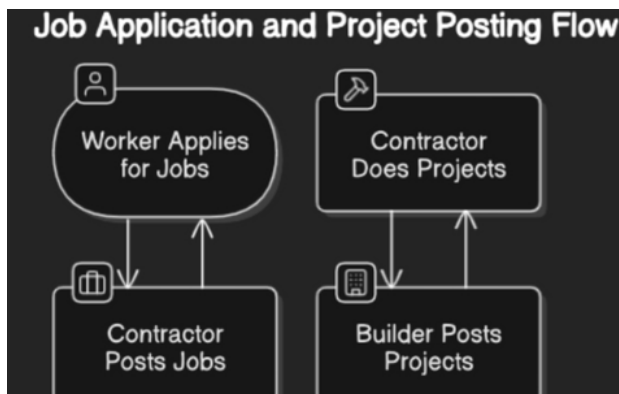 Job Application and Project Posting Flow
Worker Applies
for Jobs
Contractor
Does Projects
Contractor
Posts Jobs
Builder Posts
Projects